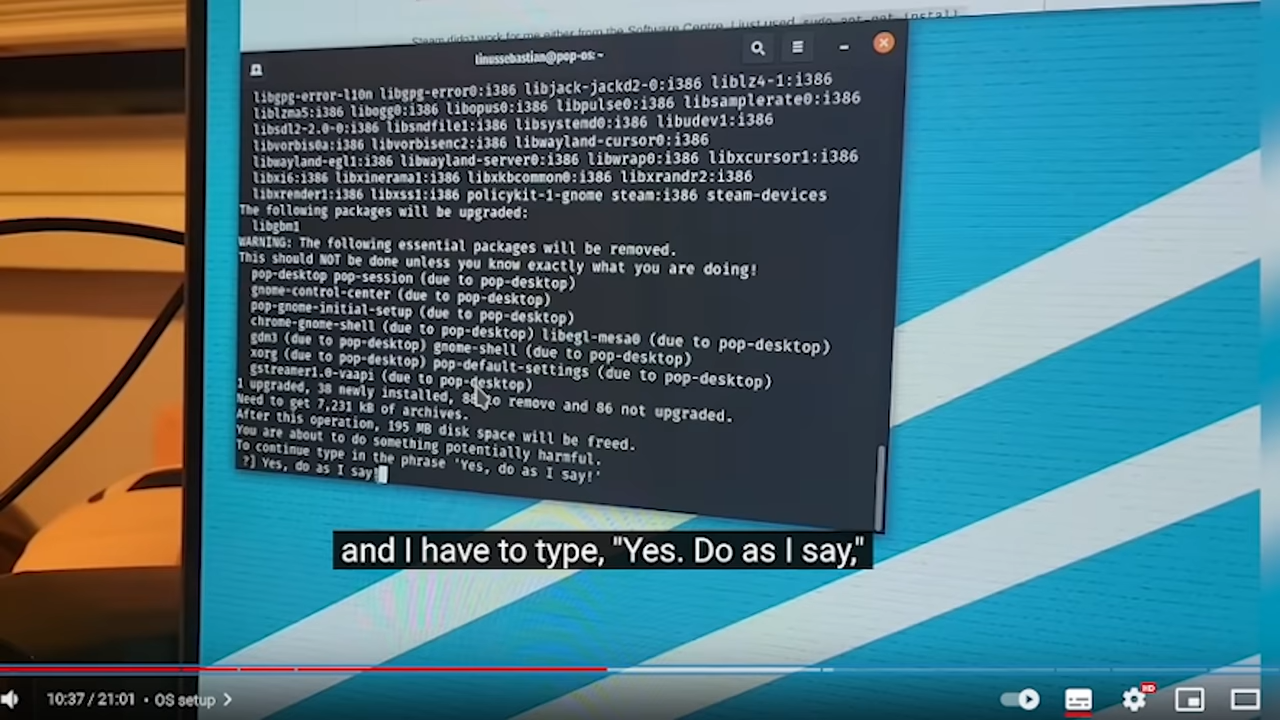 Steam didn't work for me either from the Software Centre. I just used sudo apt-get install
linussebastian@pop-os: ~
libgpg-error-l10n libgpg-error0:i386 libjack-jackd2-0:i386 liblz4-1:i386
liblzma5:i386 libogg0:i386 libopus0:i386 libpulse0:i386 libsamplerate0:i386
libsdl2-2.0-0:i386 libsndfile1:i386 libsystemd0:i386 libudev1:i386
libvorbis0a:i386 libvorbisenc2:i386 libwayland-cursor0:i386
libwayland-egl1:i386 libwayland-server0:i386 libwrap0:i386 libxcursor1:i386
libxi6:i386 libxinerama1:i386 libxkbcommon0:i386 libxrandr2:i386
libxrender1:i386 libxss1:i386 policykit-1-gnome steam:i386 steam-devices
The following packages will be upgraded:
libgbm1
WARNING: The following essential packages will be removed.
This should NOT be done unless you know exactly what you are doing!
pop-desktop pop-session (due to pop-desktop)
gnome-control-center (due to pop-desktop)
pop-gnome-initial-setup (due to pop-desktop)
chrome-gnome-shell (due to pop-desktop) libegl-mesa0 (due to pop-desktop)
gdm3 (due to pop-desktop) gnome-shell (due to pop-desktop)
xorg (due to pop-desktop) pop-default-settings (due to pop-desktop)
gstreamer1.0-vaapi (due to pop-desktop)
1 upgraded, 38 newly installed, to remove and 86 not upgraded.
Need to get 7,231 kB of archives.
After this operation, 195 MB disk space will be freed.
You are about to do something potentially harmful.
To continue type in the phrase 'Yes, do as I say!'
?] Yes, do as I say!
and I have to type, "Yes. Do as I say,"
10:37 / 21:01 • OS setup
HD